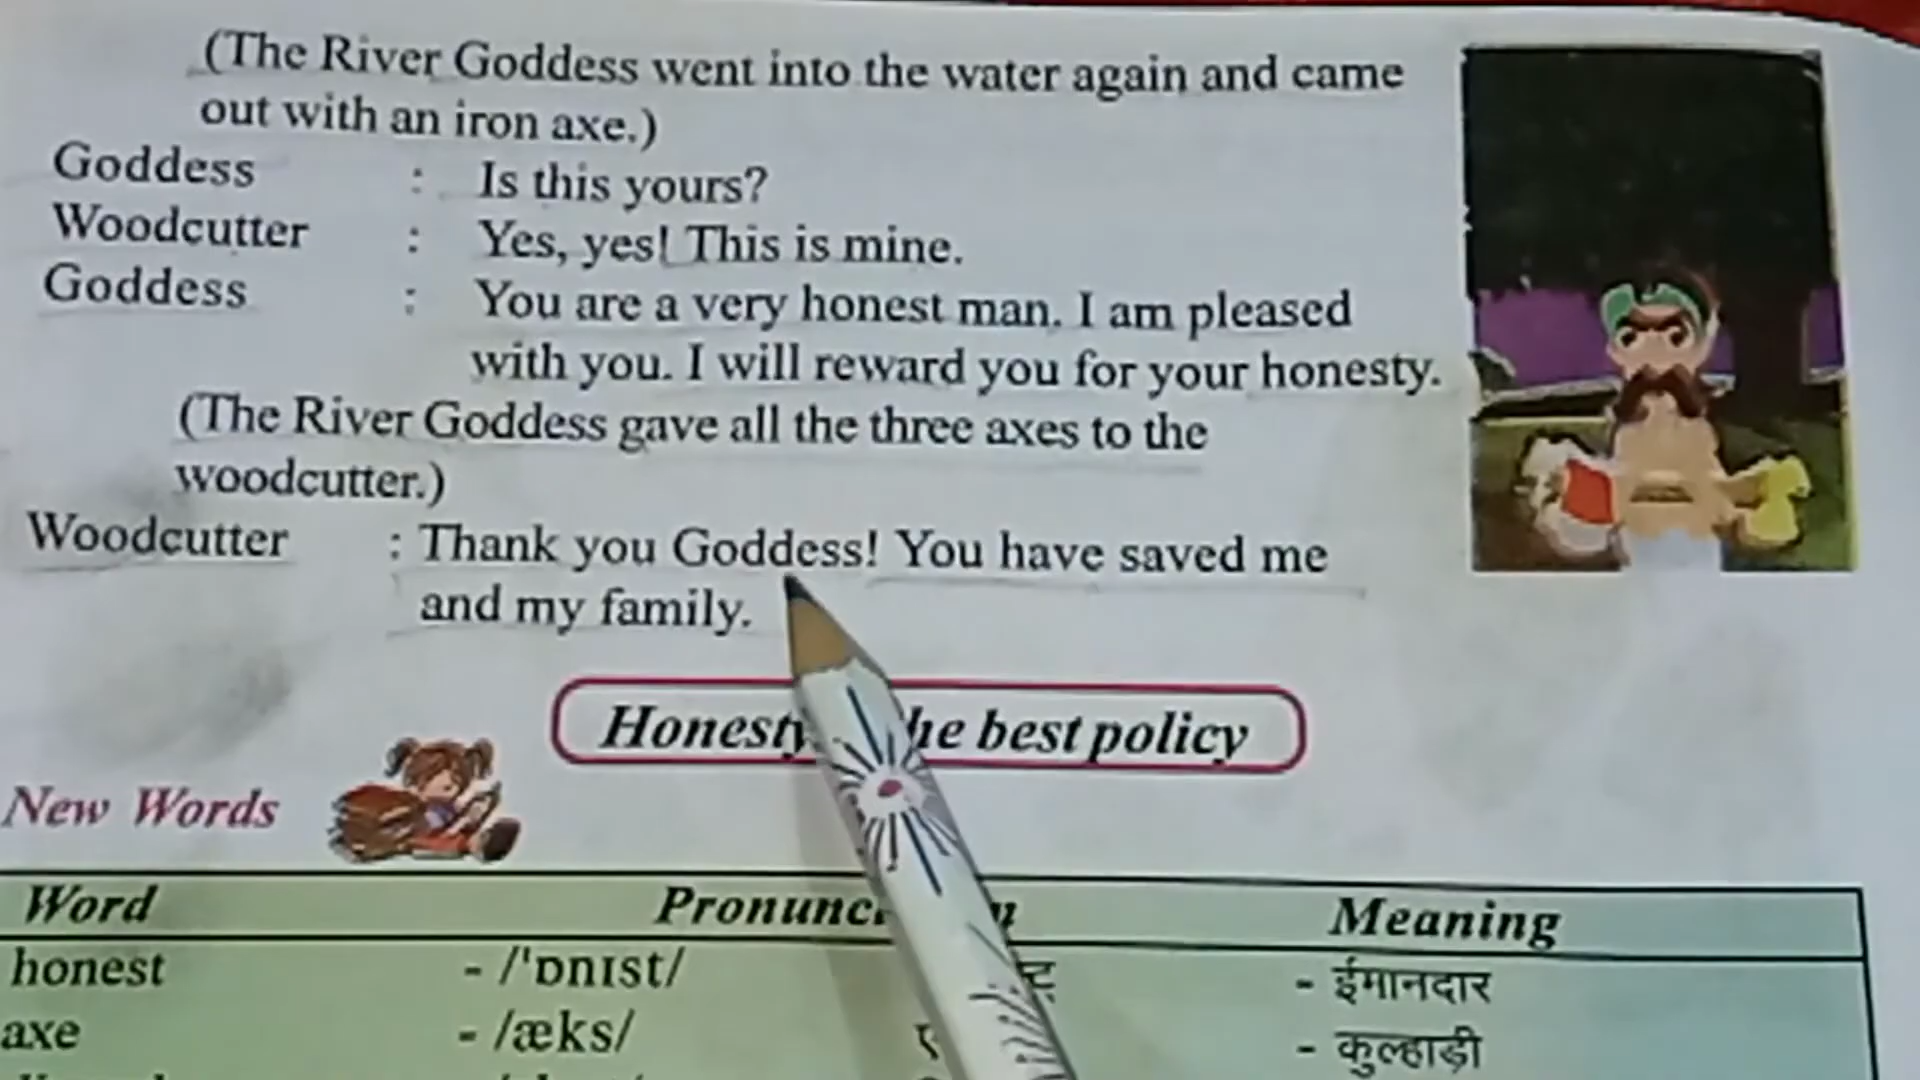 (The River Goddess went into the water again and came
out with an iron axe.)
Goddess : Is this yours?
Woodcutter : Yes, yes! This is mine.
Goddess : You are a very honest man. I am pleased
with you. I will reward you for your honesty.
(The River Goddess gave all the three axes to the
woodcutter.)
Woodcutter : Thank you Goddess! You have saved me
and my family.
Honesty he best policy
New Words
Word Pronunc Meaning
honest - /'ɒnɪst/ - ईमानदार
axe - /æks/ - कुल्हाड़ी